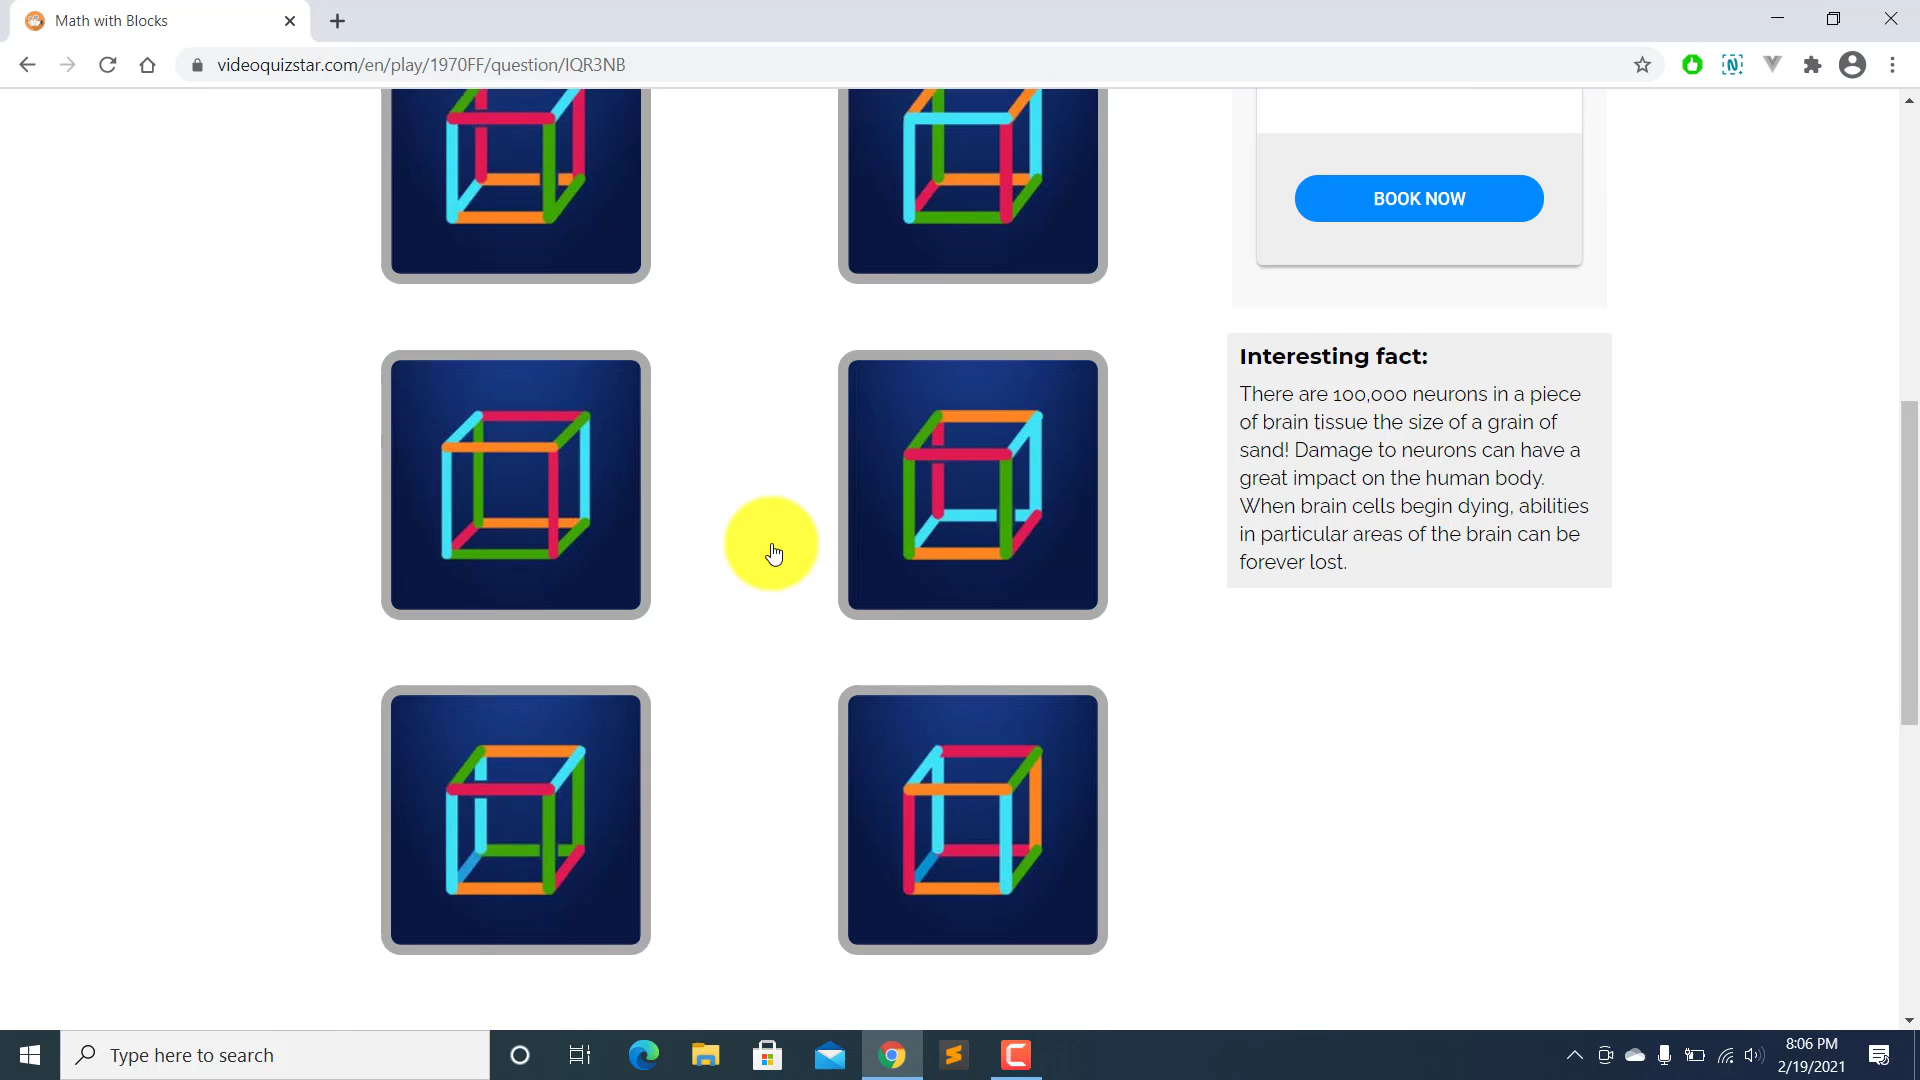 Math with Blocks
videoquizstar.com/en/play/1970FF/question/IQR3NB
BOOK NOW
Interesting fact:
There are 100,000 neurons in a piece
of brain tissue the size of a grain of
sand! Damage to neurons can have a
great impact on the human body.
When brain cells begin dying, abilities
in particular areas of the brain can be
forever lost.
Type here to search
8:06 PM
2/19/2021